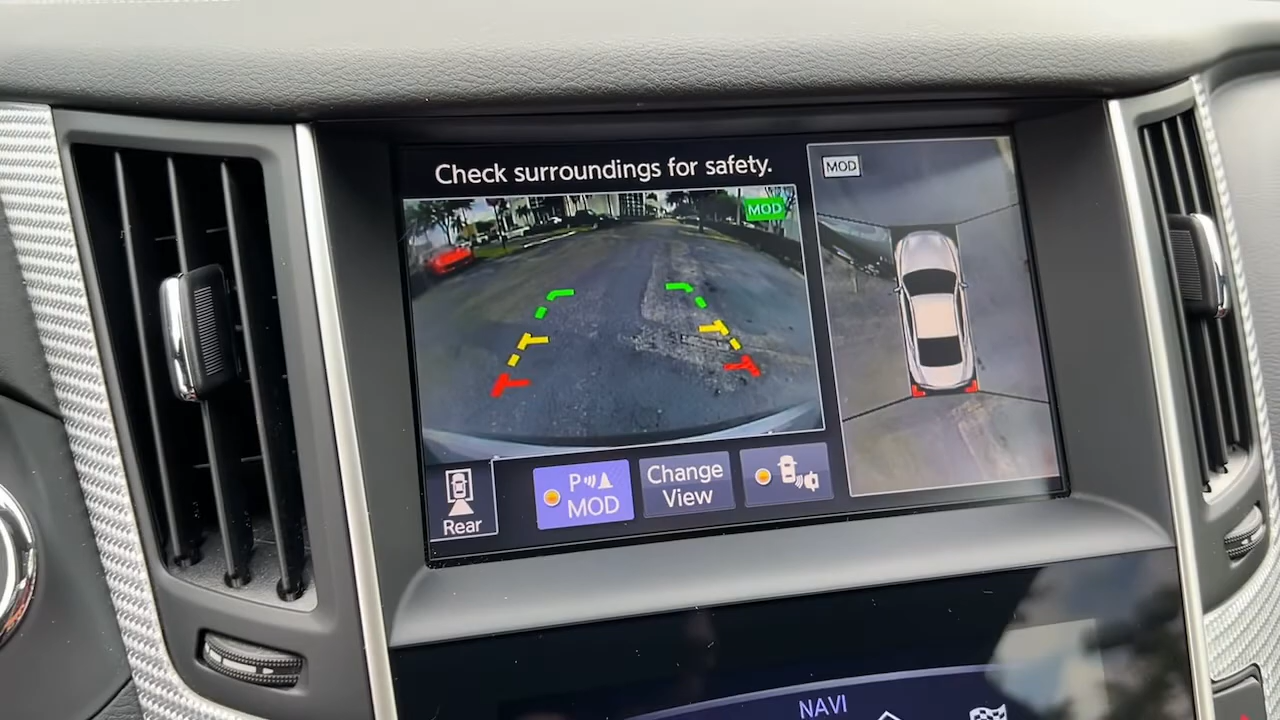 Check surroundings for safety.
MOD
MOD
Rear
P
MOD
Change
View
NAVI